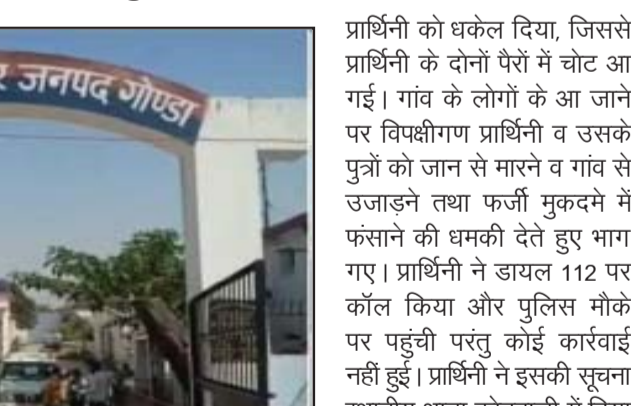 र जनपद गोण्डा
प्रार्थिनी को धकेल दिया, जिससे
प्रार्थिनी के दोनों पैरों में चोट आ
गई। गांव के लोगों के आ जाने
पर विपक्षीगण प्रार्थिनी व उसके
पुत्रों को जान से मारने व गांव से
उजाड़ने तथा फर्जी मुकदमे में
फंसाने की धमकी देते हुए भाग
गए। प्रार्थिनी ने डायल 112 पर
कॉल किया और पुलिस मौके
पर पहुंची परंतु कोई कार्रवाई
नहीं हुई। प्रार्थिनी ने इसकी सूचना